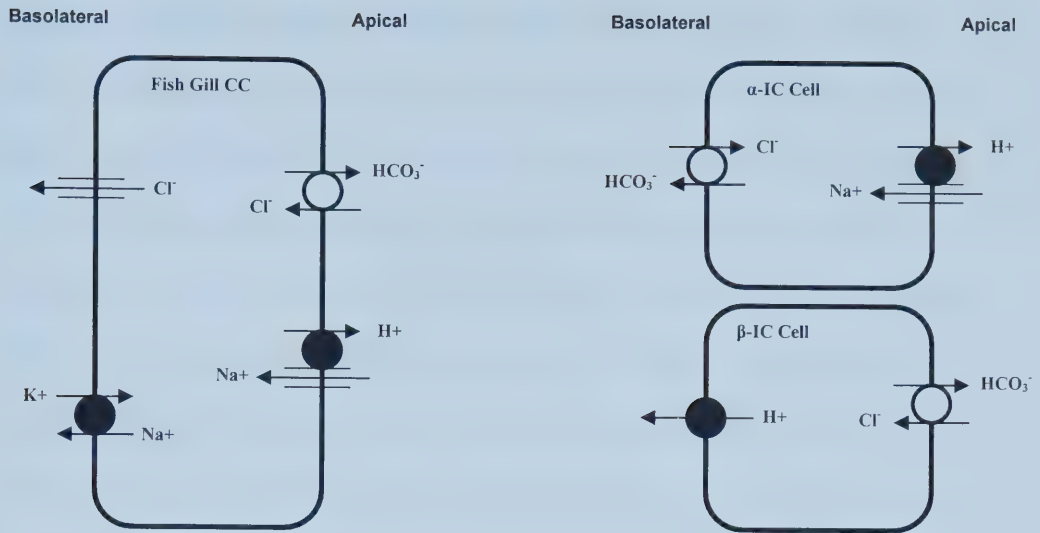 Basolateral
Apical
Fish Gill CC
Cl⁻
HCO₃⁻
Cl⁻
H+
Na+
K+
Na+
Basolateral
Apical
α-IC Cell
Cl⁻
HCO₃⁻
H+
Na+
β-IC Cell
H+
HCO₃⁻
Cl⁻